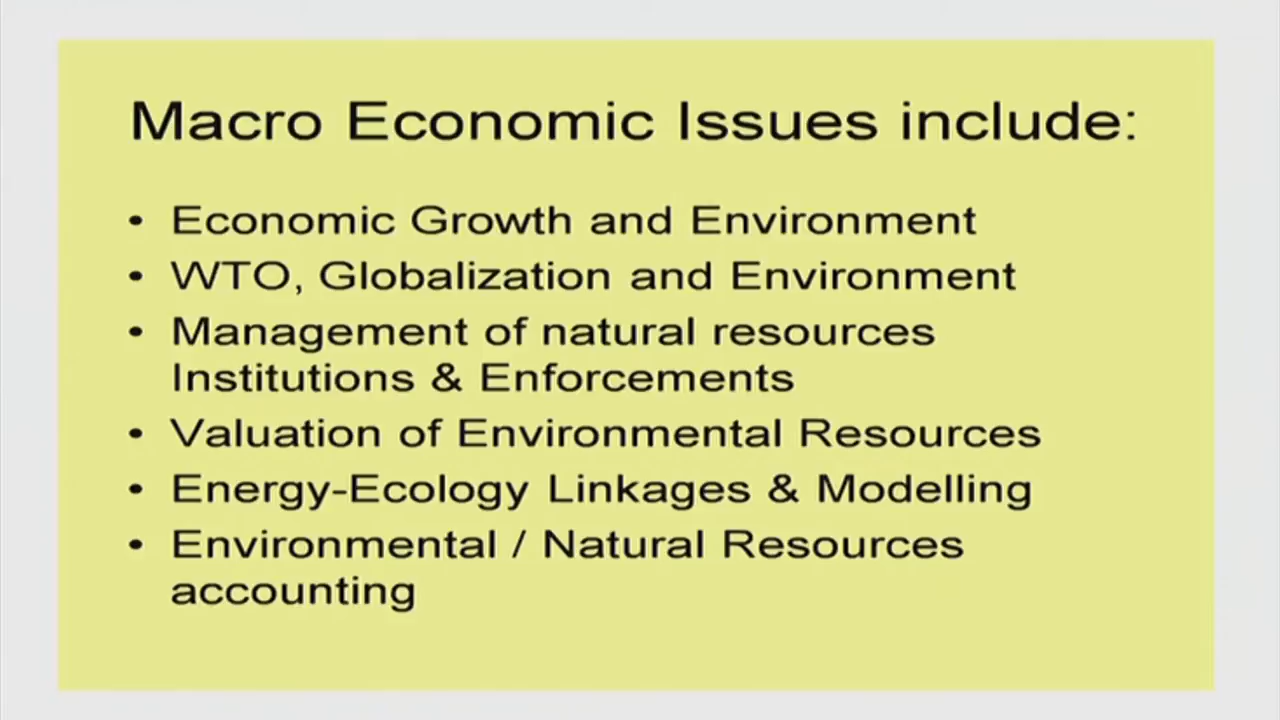 Macro Economic Issues include:
• Economic Growth and Environment
• WTO, Globalization and Environment
• Management of natural resources
Institutions & Enforcements
• Valuation of Environmental Resources
• Energy-Ecology Linkages & Modelling
• Environmental / Natural Resources
accounting